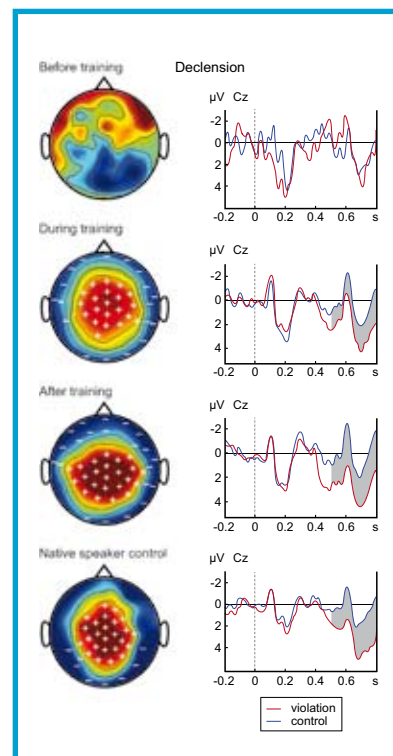 Before training Declension
µV Cz
-2
0
2
4
-0.2 0 0.2 0.4 0.6 s
During training
µV Cz
-2
0
2
4
-0.2 0 0.2 0.4 0.6 s
After training
µV Cz
-2
0
2
4
-0.2 0 0.2 0.4 0.6 s
Native speaker control
µV Cz
-2
0
2
4
-0.2 0 0.2 0.4 0.6 s
violation
control